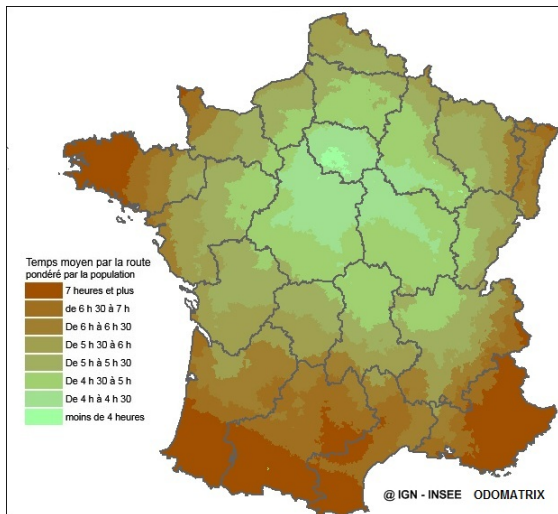 Temps moyen par la route
pondéré par la population
7 heures et plus
de 6 h 30 à 7 h
De 6 h à 6 h 30
De 5 h 30 à 6 h
De 5 h à 5 h 30
De 4 h 30 à 5 h
De 4 h à 4 h 30
moins de 4 heures
@ IGN - INSEE ODOMATRIX